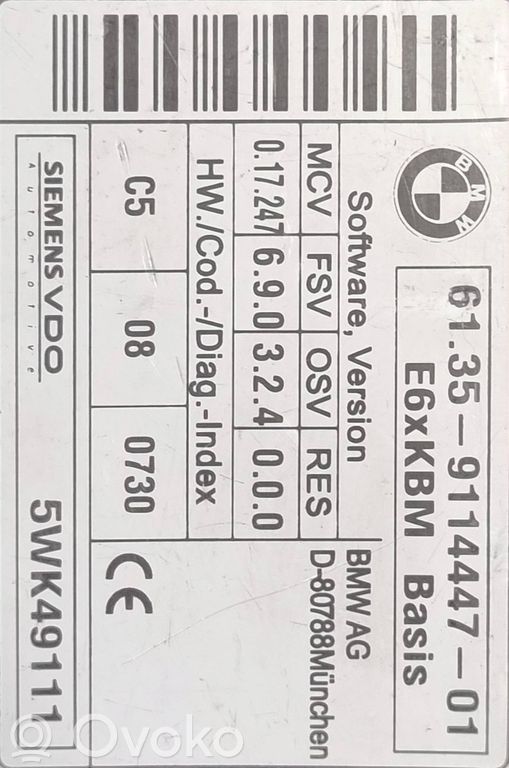 BMW
61.35-9114447-01
E6xKBM Basis
Software, Version
MCV FSV OSV RES
0.17.247 6.9.0 3.2.4 0.0.0
BMW AG
D-80788München
HW./Cod.-/Diag.-Index
C5 08 0730
CE
SIEMENS VDO
Automotive
5WK49111
Ovoko